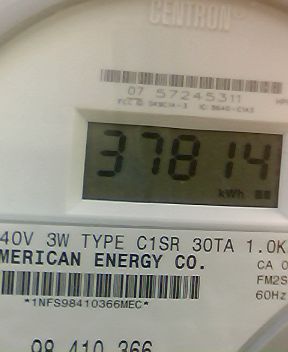 CENTRON®
07 57245311
37814
kWh
40V 3W TYPE C1SR 30TA 1.0K
MERICAN ENERGY CO.
CA 0
FM2S
60Hz
*1NFS98410366MEC*
98 410 366